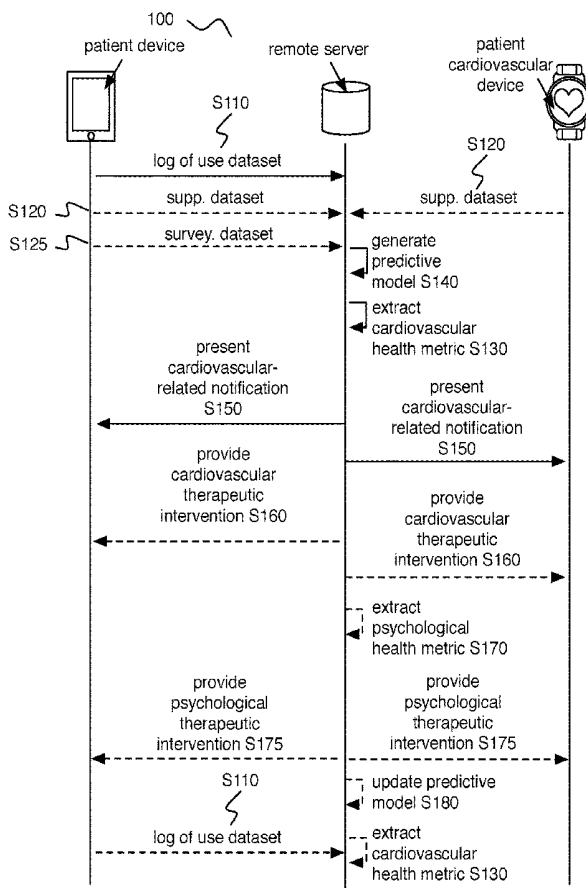 100
patient device
remote server
patient
cardiovascular
device
S110
log of use dataset
S120
S120
supp. dataset
supp. dataset
S125
survey. dataset
generate
predictive
model S140
extract
cardiovascular
health metric S130
present
cardiovascular-
related notification
S150
present
cardiovascular-
related notification
S150
provide
cardiovascular
therapeutic
intervention S160
provide
cardiovascular
therapeutic
intervention S160
extract
psychological
health metric S170
provide
psychological
therapeutic
intervention S175
provide
psychological
therapeutic
intervention S175
S110
update predictive
model S180
log of use dataset
extract
cardiovascular
health metric S130